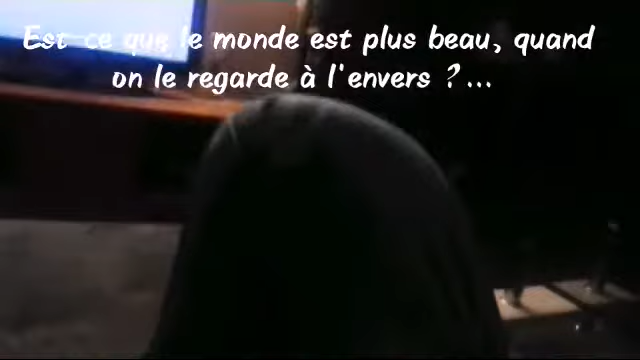 Est-ce que le monde est plus beau, quand
on le regarde à l'envers ?...